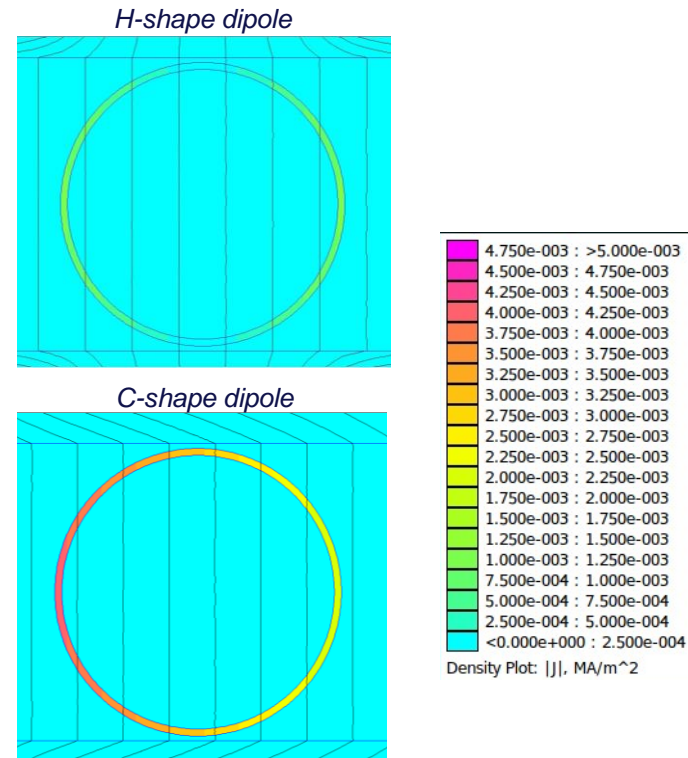 H-shape dipole
C-shape dipole
4.750e-003 : >5.000e-003
4.500e-003 : 4.750e-003
4.250e-003 : 4.500e-003
4.000e-003 : 4.250e-003
3.750e-003 : 4.000e-003
3.500e-003 : 3.750e-003
3.250e-003 : 3.500e-003
3.000e-003 : 3.250e-003
2.750e-003 : 3.000e-003
2.500e-003 : 2.750e-003
2.250e-003 : 2.500e-003
2.000e-003 : 2.250e-003
1.750e-003 : 2.000e-003
1.500e-003 : 1.750e-003
1.250e-003 : 1.500e-003
1.000e-003 : 1.250e-003
7.500e-004 : 1.000e-003
5.000e-004 : 7.500e-004
2.500e-004 : 5.000e-004
<0.000e+000 : 2.500e-004
Density Plot: |J|, MA/m^2